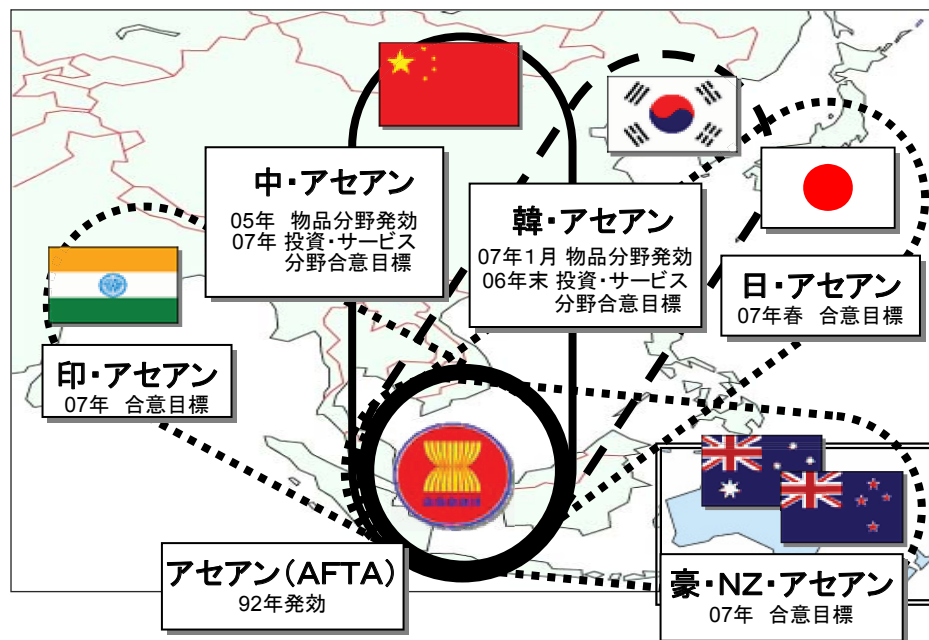 中・アセアン
05年 物品分野発効
07年 投資・サービス
分野合意目標
韓・アセアン
07年1月 物品分野発効
06年末 投資・サービス
分野合意目標
日・アセアン
07年春 合意目標
印・アセアン
07年 合意目標
アセアン(AFTA)
92年発効
豪・NZ・アセアン
07年 合意目標